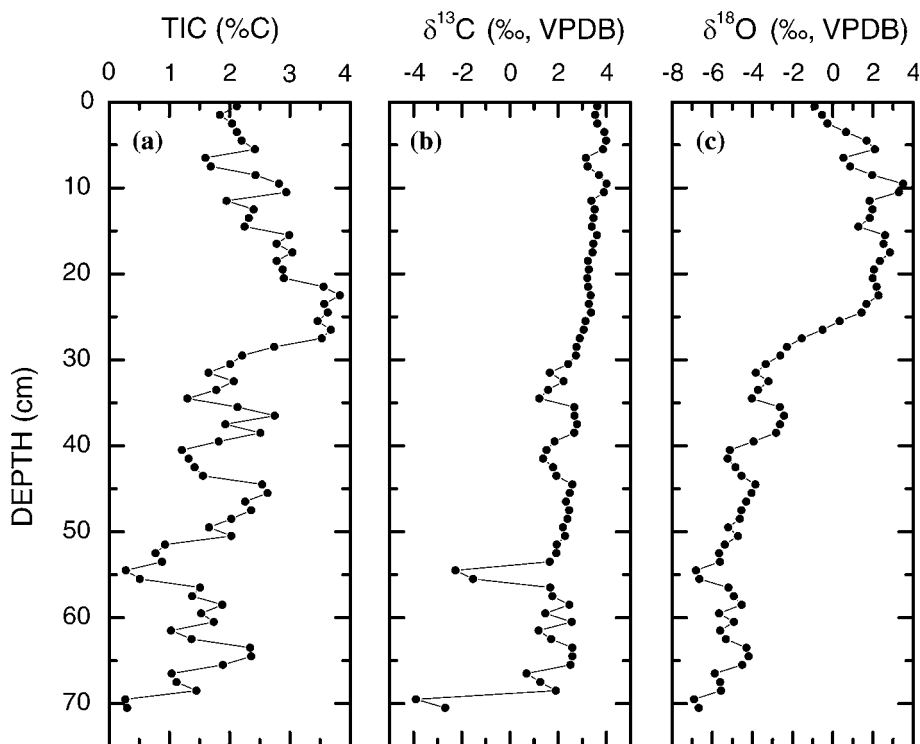 TIC (%C)
δ¹³C (‰, VPDB)
δ¹⁸O (‰, VPDB)
0 1 2 3 4
-4 -2 0 2 4
-8 -6 -4 -2 0 2 4
(a)
(b)
(c)
DEPTH (cm)
0
10
20
30
40
50
60
70